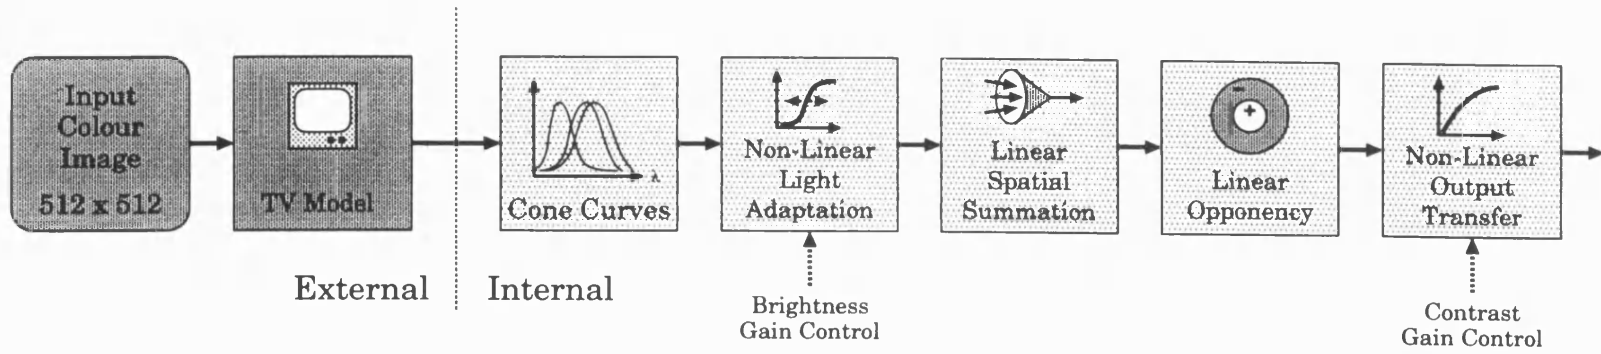 Input
Colour
Image
512 x 512
TV Model
Cone Curves
λ
Non-Linear
Light
Adaptation
Linear
Spatial
Summation
Linear
Opponency
Non-Linear
Output
Transfer
External
Internal
Brightness
Gain Control
Contrast
Gain Control